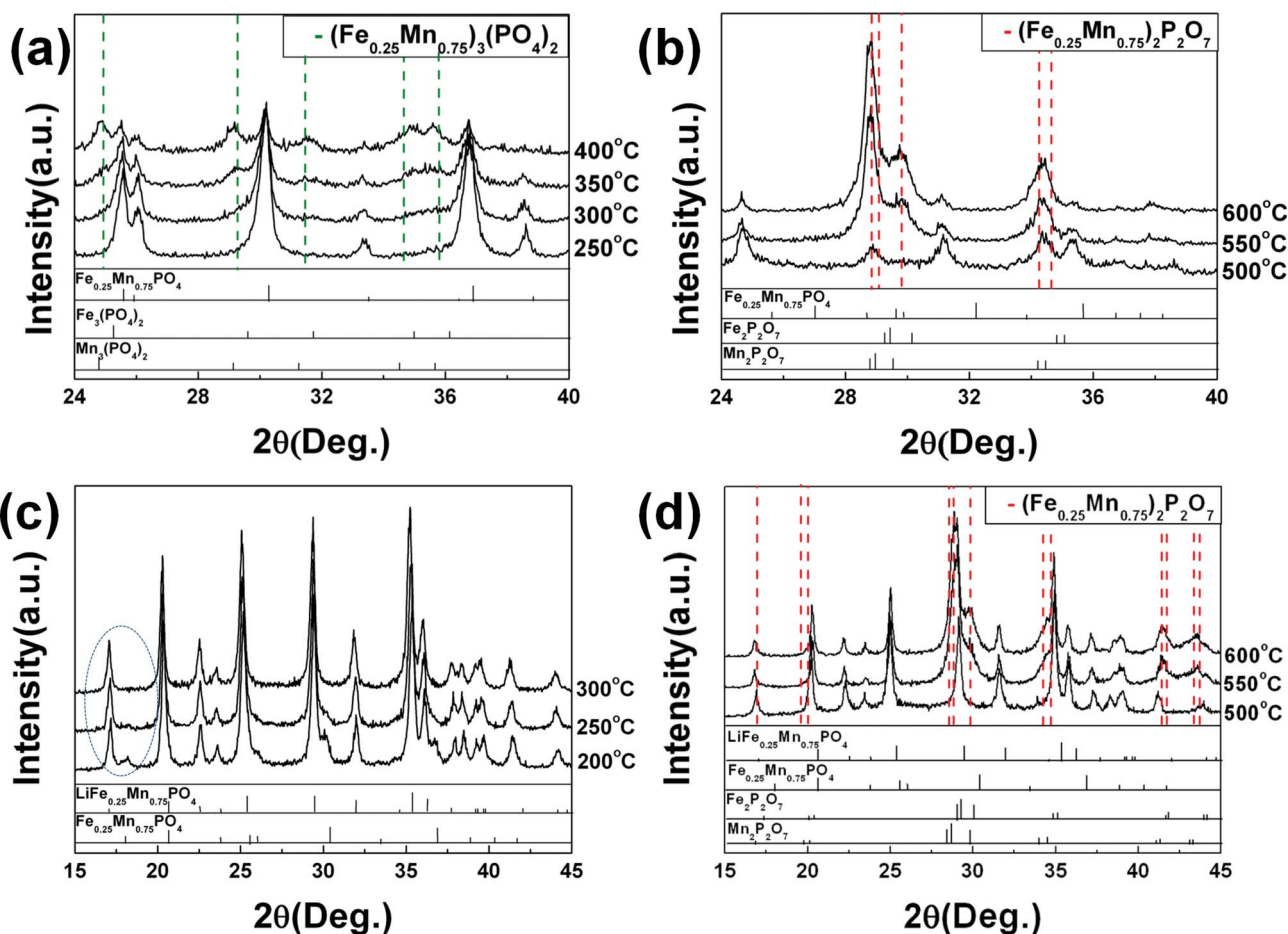 (a)
- (Fe0.25Mn0.75)3(PO4)2
Intensity(a.u.)
400°C
350°C
300°C
250°C
Fe0.25Mn0.75PO4
Fe3(PO4)2
Mn3(PO4)2
24 28 32 36 40
2θ(Deg.)
(b)
- (Fe0.25Mn0.75)2P2O7
Intensity(a.u.)
600°C
550°C
500°C
Fe0.25Mn0.75PO4
Fe2P2O7
Mn2P2O7
24 28 32 36 40
2θ(Deg.)
(c)
Intensity(a.u.)
300°C
250°C
200°C
LiFe0.25Mn0.75PO4
Fe0.25Mn0.75PO4
15 20 25 30 35 40 45
2θ(Deg.)
(d)
- (Fe0.25Mn0.75)2P2O7
Intensity(a.u.)
600°C
550°C
500°C
LiFe0.25Mn0.75PO4
Fe0.25Mn0.75PO4
Fe2P2O7
Mn2P2O7
15 20 25 30 35 40 45
2θ(Deg.)